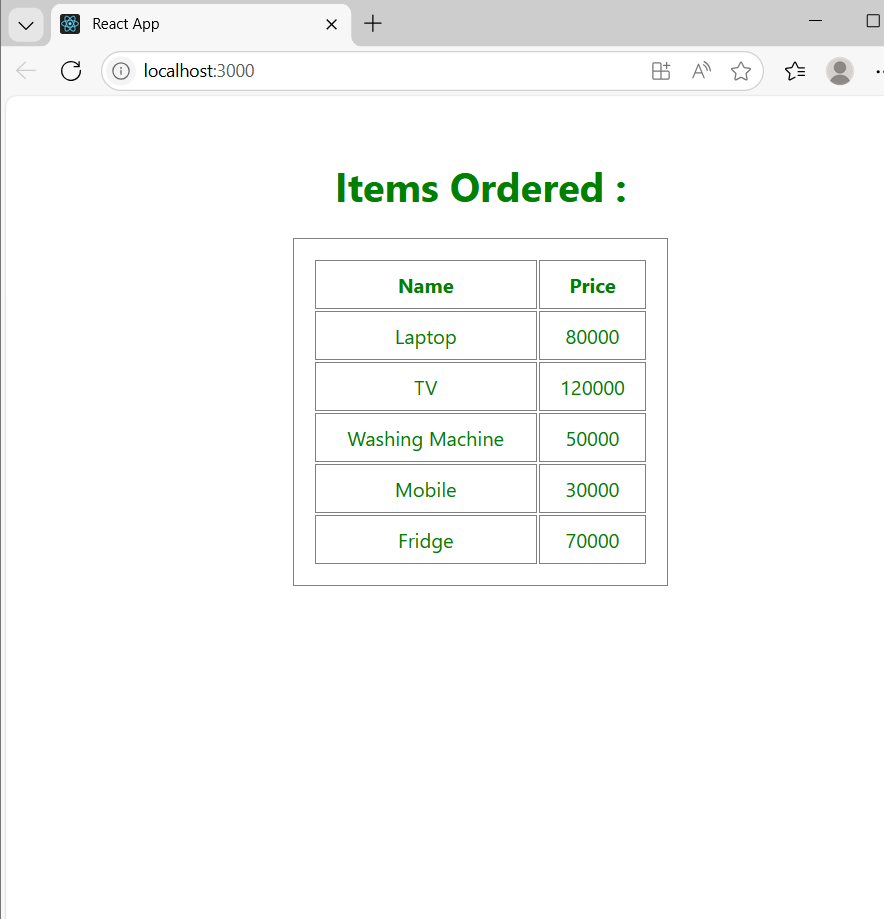 React App
localhost:3000
Items Ordered :
Name Price
Laptop 80000
TV 120000
Washing Machine 50000
Mobile 30000
Fridge 70000